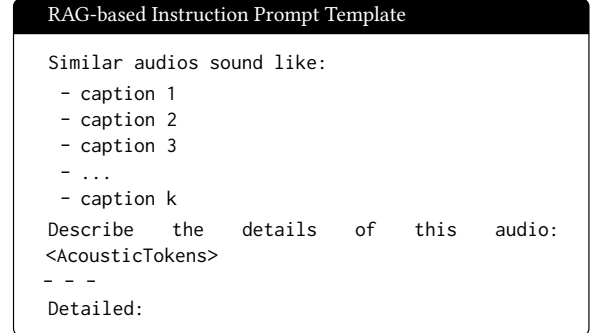 RAG-based Instruction Prompt Template
Similar audios sound like:
- caption 1
- caption 2
- caption 3
- ...
- caption k
Describe the details of this audio:
<AcousticTokens>
- - -
Detailed: